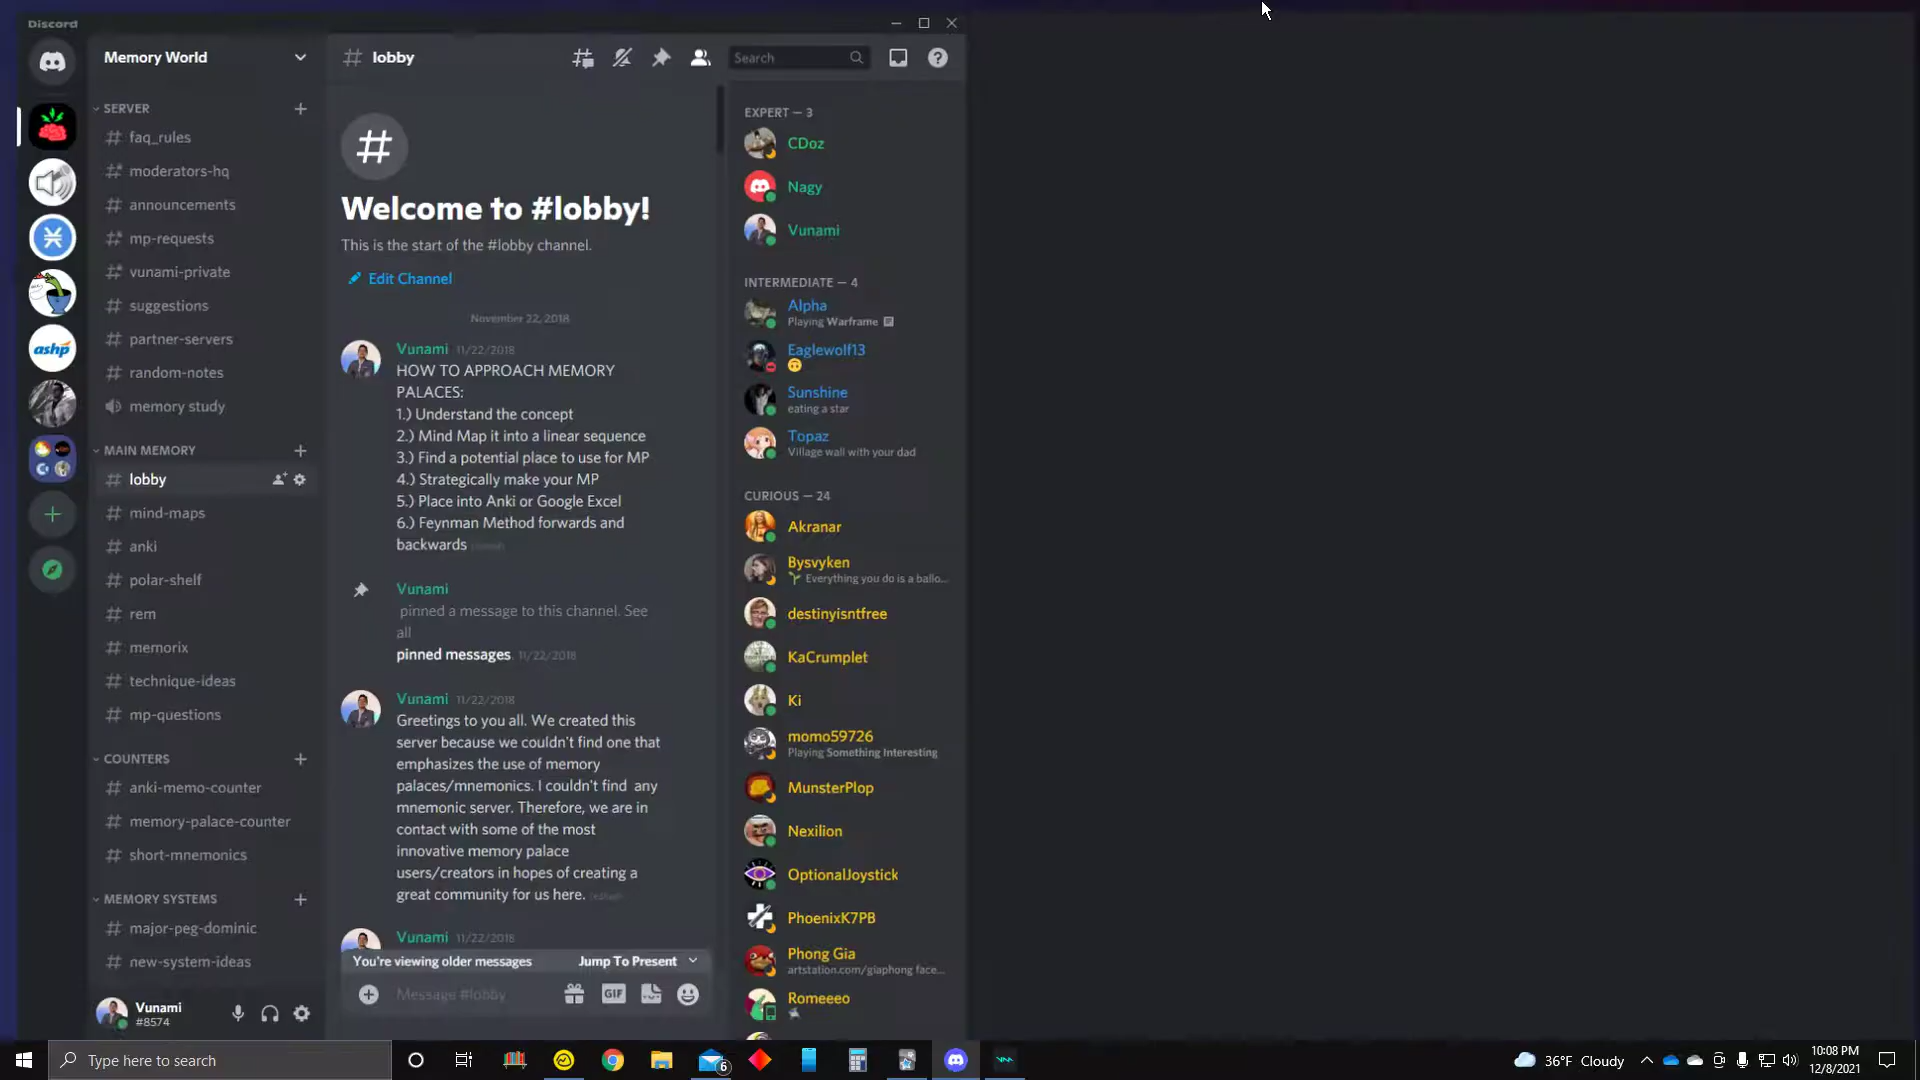 Discord
Memory World
SERVER
faq_rules
moderators-hq
announcements
mp-requests
vunami-private
suggestions
partner-servers
random-notes
memory study
MAIN MEMORY
lobby
mind-maps
anki
polar-shelf
rem
memorix
technique-ideas
mp-questions
COUNTERS
anki-memo-counter
memory-palace-counter
short-mnemonics
MEMORY SYSTEMS
major-peg-dominic
new-system-ideas
Vunami
#8574
ashp
# lobby
Search
#
Welcome to #lobby!
This is the start of the #lobby channel.
Edit Channel
November 22, 2018
Vunami 11/22/2018
HOW TO APPROACH MEMORY
PALACES:
1.) Understand the concept
2.) Mind Map it into a linear sequence
3.) Find a potential place to use for MP
4.) Strategically make your MP
5.) Place into Anki or Google Excel
6.) Feynman Method forwards and
backwards
Vunami
pinned a message to this channel. See
all
pinned messages. 11/22/2018
Vunami 11/22/2018
Greetings to you all. We created this
server because we couldn't find one that
emphasizes the use of memory
palaces/mnemonics. I couldn't find any
mnemonic server. Therefore, we are in
contact with some of the most
innovative memory palace
users/creators in hopes of creating a
great community for us here.
Vunami 11/22/2018
You're viewing older messages Jump To Present
Message #lobby
GIF
EXPERT — 3
CDoz
Nagy
Vunami
INTERMEDIATE — 4
Alpha
Playing Warframe
Eaglewolf13
Sunshine
eating a star
Topaz
Village wall with your dad
CURIOUS — 24
Akranar
Bysvyken
Everything you do is a ballo...
destinyisntfree
KaCrumplet
Ki
momo59726
Playing Something Interesting
MunsterPlop
Nexilion
OptionalJoystick
PhoenixK7PB
Phong Gia
artstation.com/giaphong face...
Romeeeo
Type here to search
6
36°F Cloudy
10:08 PM
12/8/2021